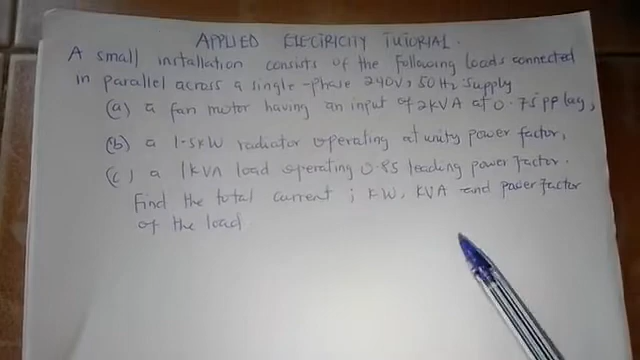 APPLIED ELECTRICITY TUTORIAL.
A small installation consists of the following loads connected
in parallel across a single-phase 240V, 50Hz supply
(a) a fan motor having an input of 2KVA at 0.75 pp lag,
(b) a 1.5KW radiator operating at unity power factor,
(c) a 1KVA load operating 0.85 leading power factor.
Find the total current ; KW, KVA and power factor
of the load